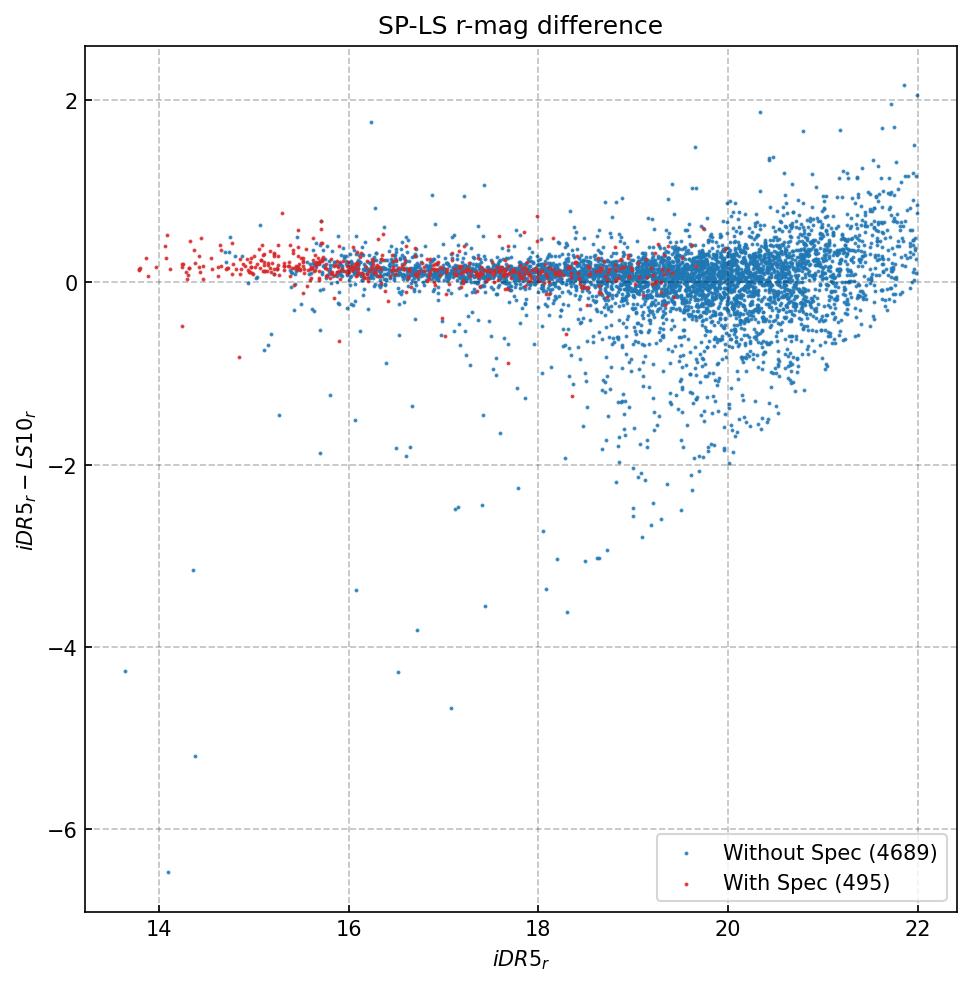 SP-LS r-mag difference
iDR5r − LS10r
2
0
−2
−4
−6
Without Spec (4689)
With Spec (495)
14 16 18 20 22
iDR5r